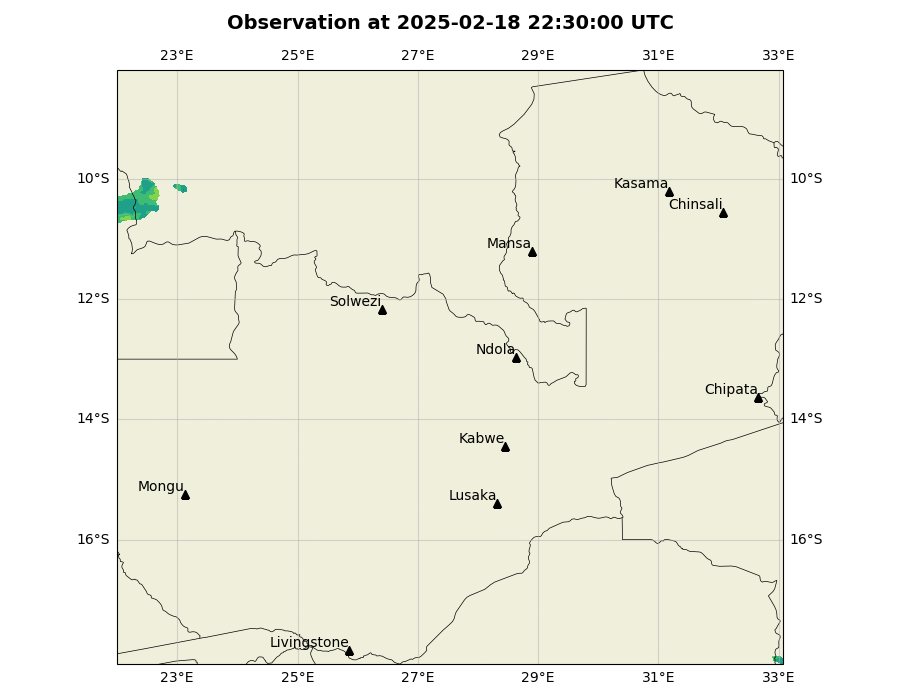 Observation at 2025-02-18 22:30:00 UTC
23°E 25°E 27°E 29°E 31°E 33°E
10°S 10°S
Kasama
Chinsali
Mansa
12°S 12°S
Solwezi
Ndola
Chipata
14°S 14°S
Kabwe
Mongu
Lusaka
16°S 16°S
Livingstone
23°E 25°E 27°E 29°E 31°E 33°E